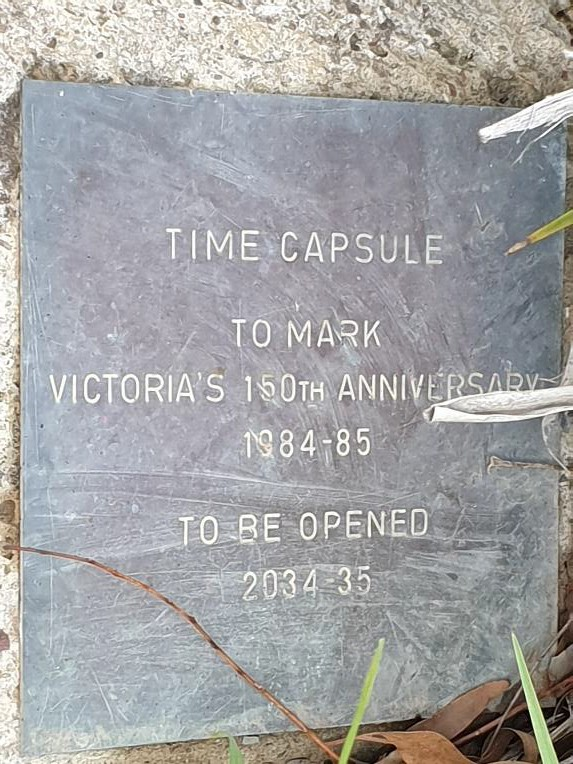 TIME CAPSULE
TO MARK
VICTORIA'S 150TH ANNIVERSARY
1984-85
TO BE OPENED
2034-35